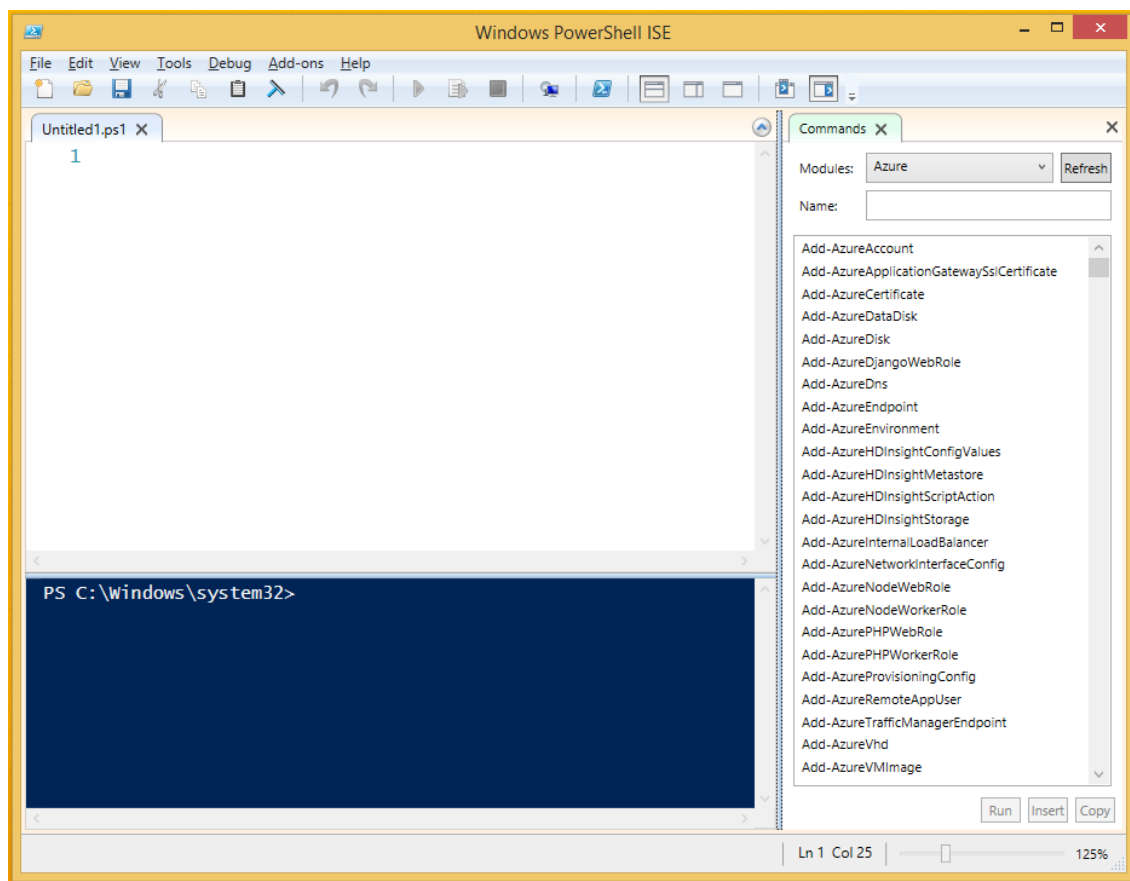 Windows PowerShell ISE
File Edit View Tools Debug Add-ons Help
Untitled1.ps1
1
PS C:\Windows\system32>
Commands
Modules: Azure Refresh
Name:
Add-AzureAccount
Add-AzureApplicationGatewaySslCertificate
Add-AzureCertificate
Add-AzureDataDisk
Add-AzureDisk
Add-AzureDjangoWebRole
Add-AzureDns
Add-AzureEndpoint
Add-AzureEnvironment
Add-AzureHDInsightConfigValues
Add-AzureHDInsightMetastore
Add-AzureHDInsightScriptAction
Add-AzureHDInsightStorage
Add-AzureInternalLoadBalancer
Add-AzureNetworkInterfaceConfig
Add-AzureNodeWebRole
Add-AzureNodeWorkerRole
Add-AzurePHPWebRole
Add-AzurePHPWorkerRole
Add-AzureProvisioningConfig
Add-AzureRemoteAppUser
Add-AzureTrafficManagerEndpoint
Add-AzureVhd
Add-AzureVMImage
Run Insert Copy
Ln 1 Col 25 125%